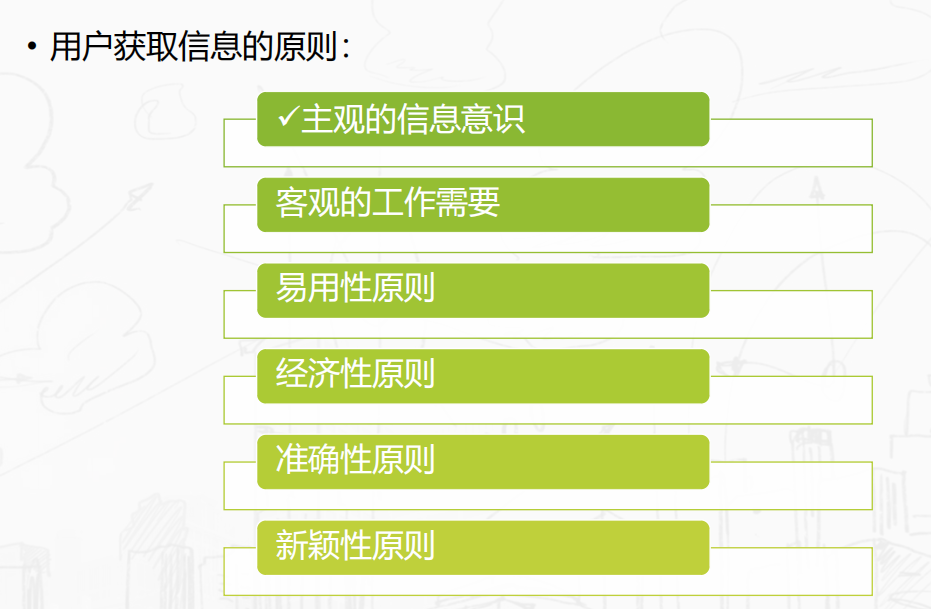 • 用户获取信息的原则：
✓主观的信息意识
客观的工作需要
易用性原则
经济性原则
准确性原则
新颖性原则